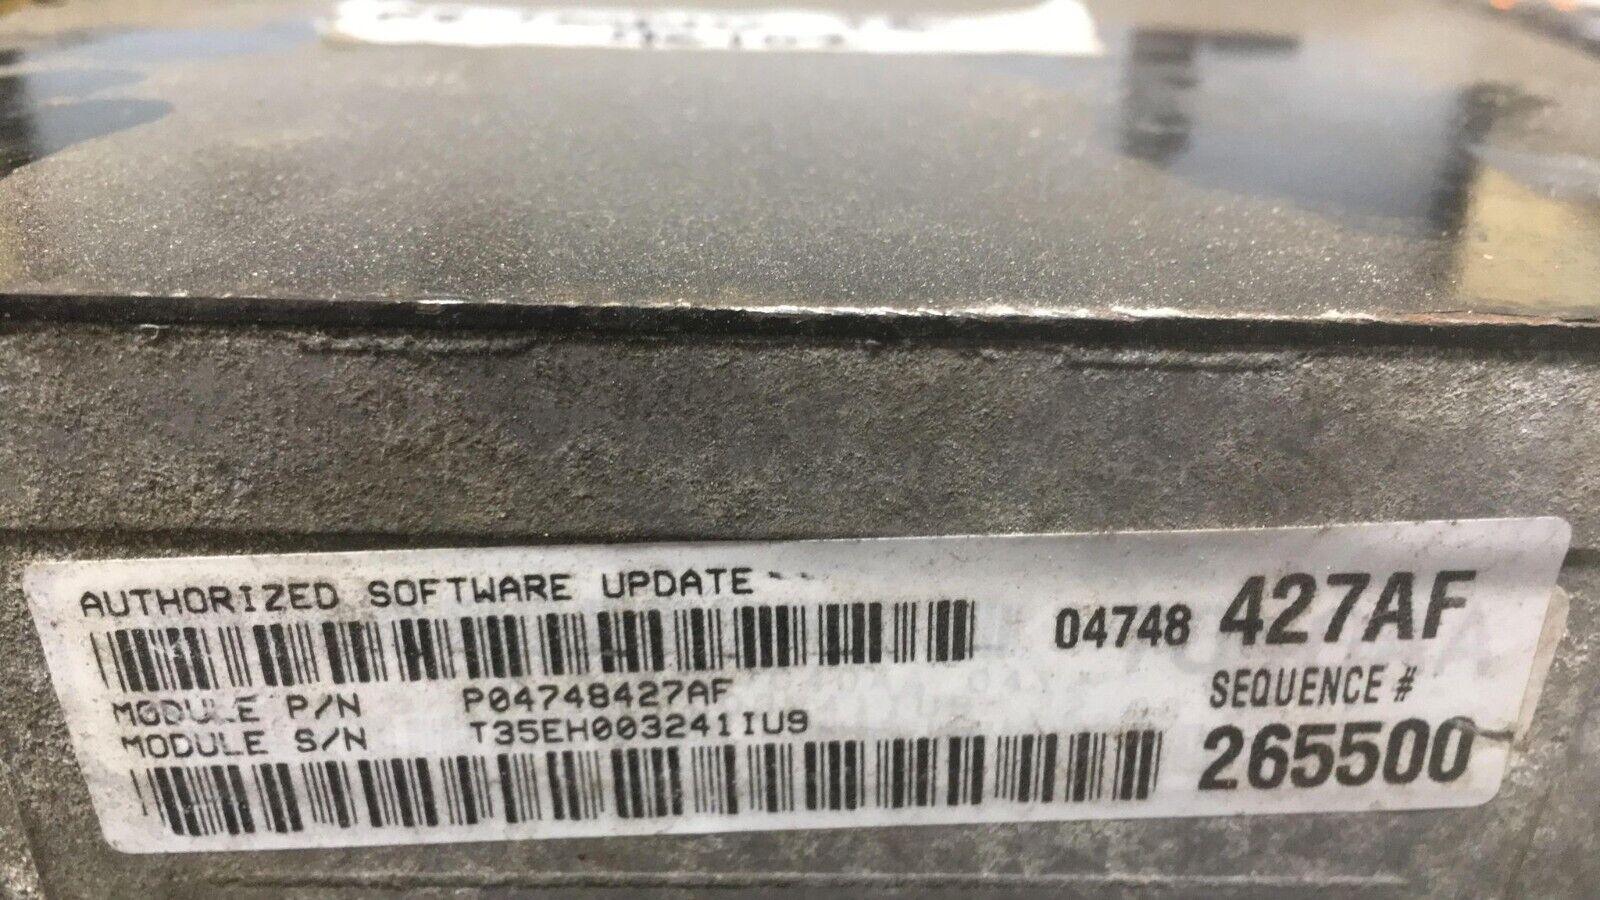 AUTHORIZED SOFTWARE UPDATE
04748 427AF
MODULE P/N P04748427AF
MODULE S/N T35EH003241IU9
SEQUENCE #
265500